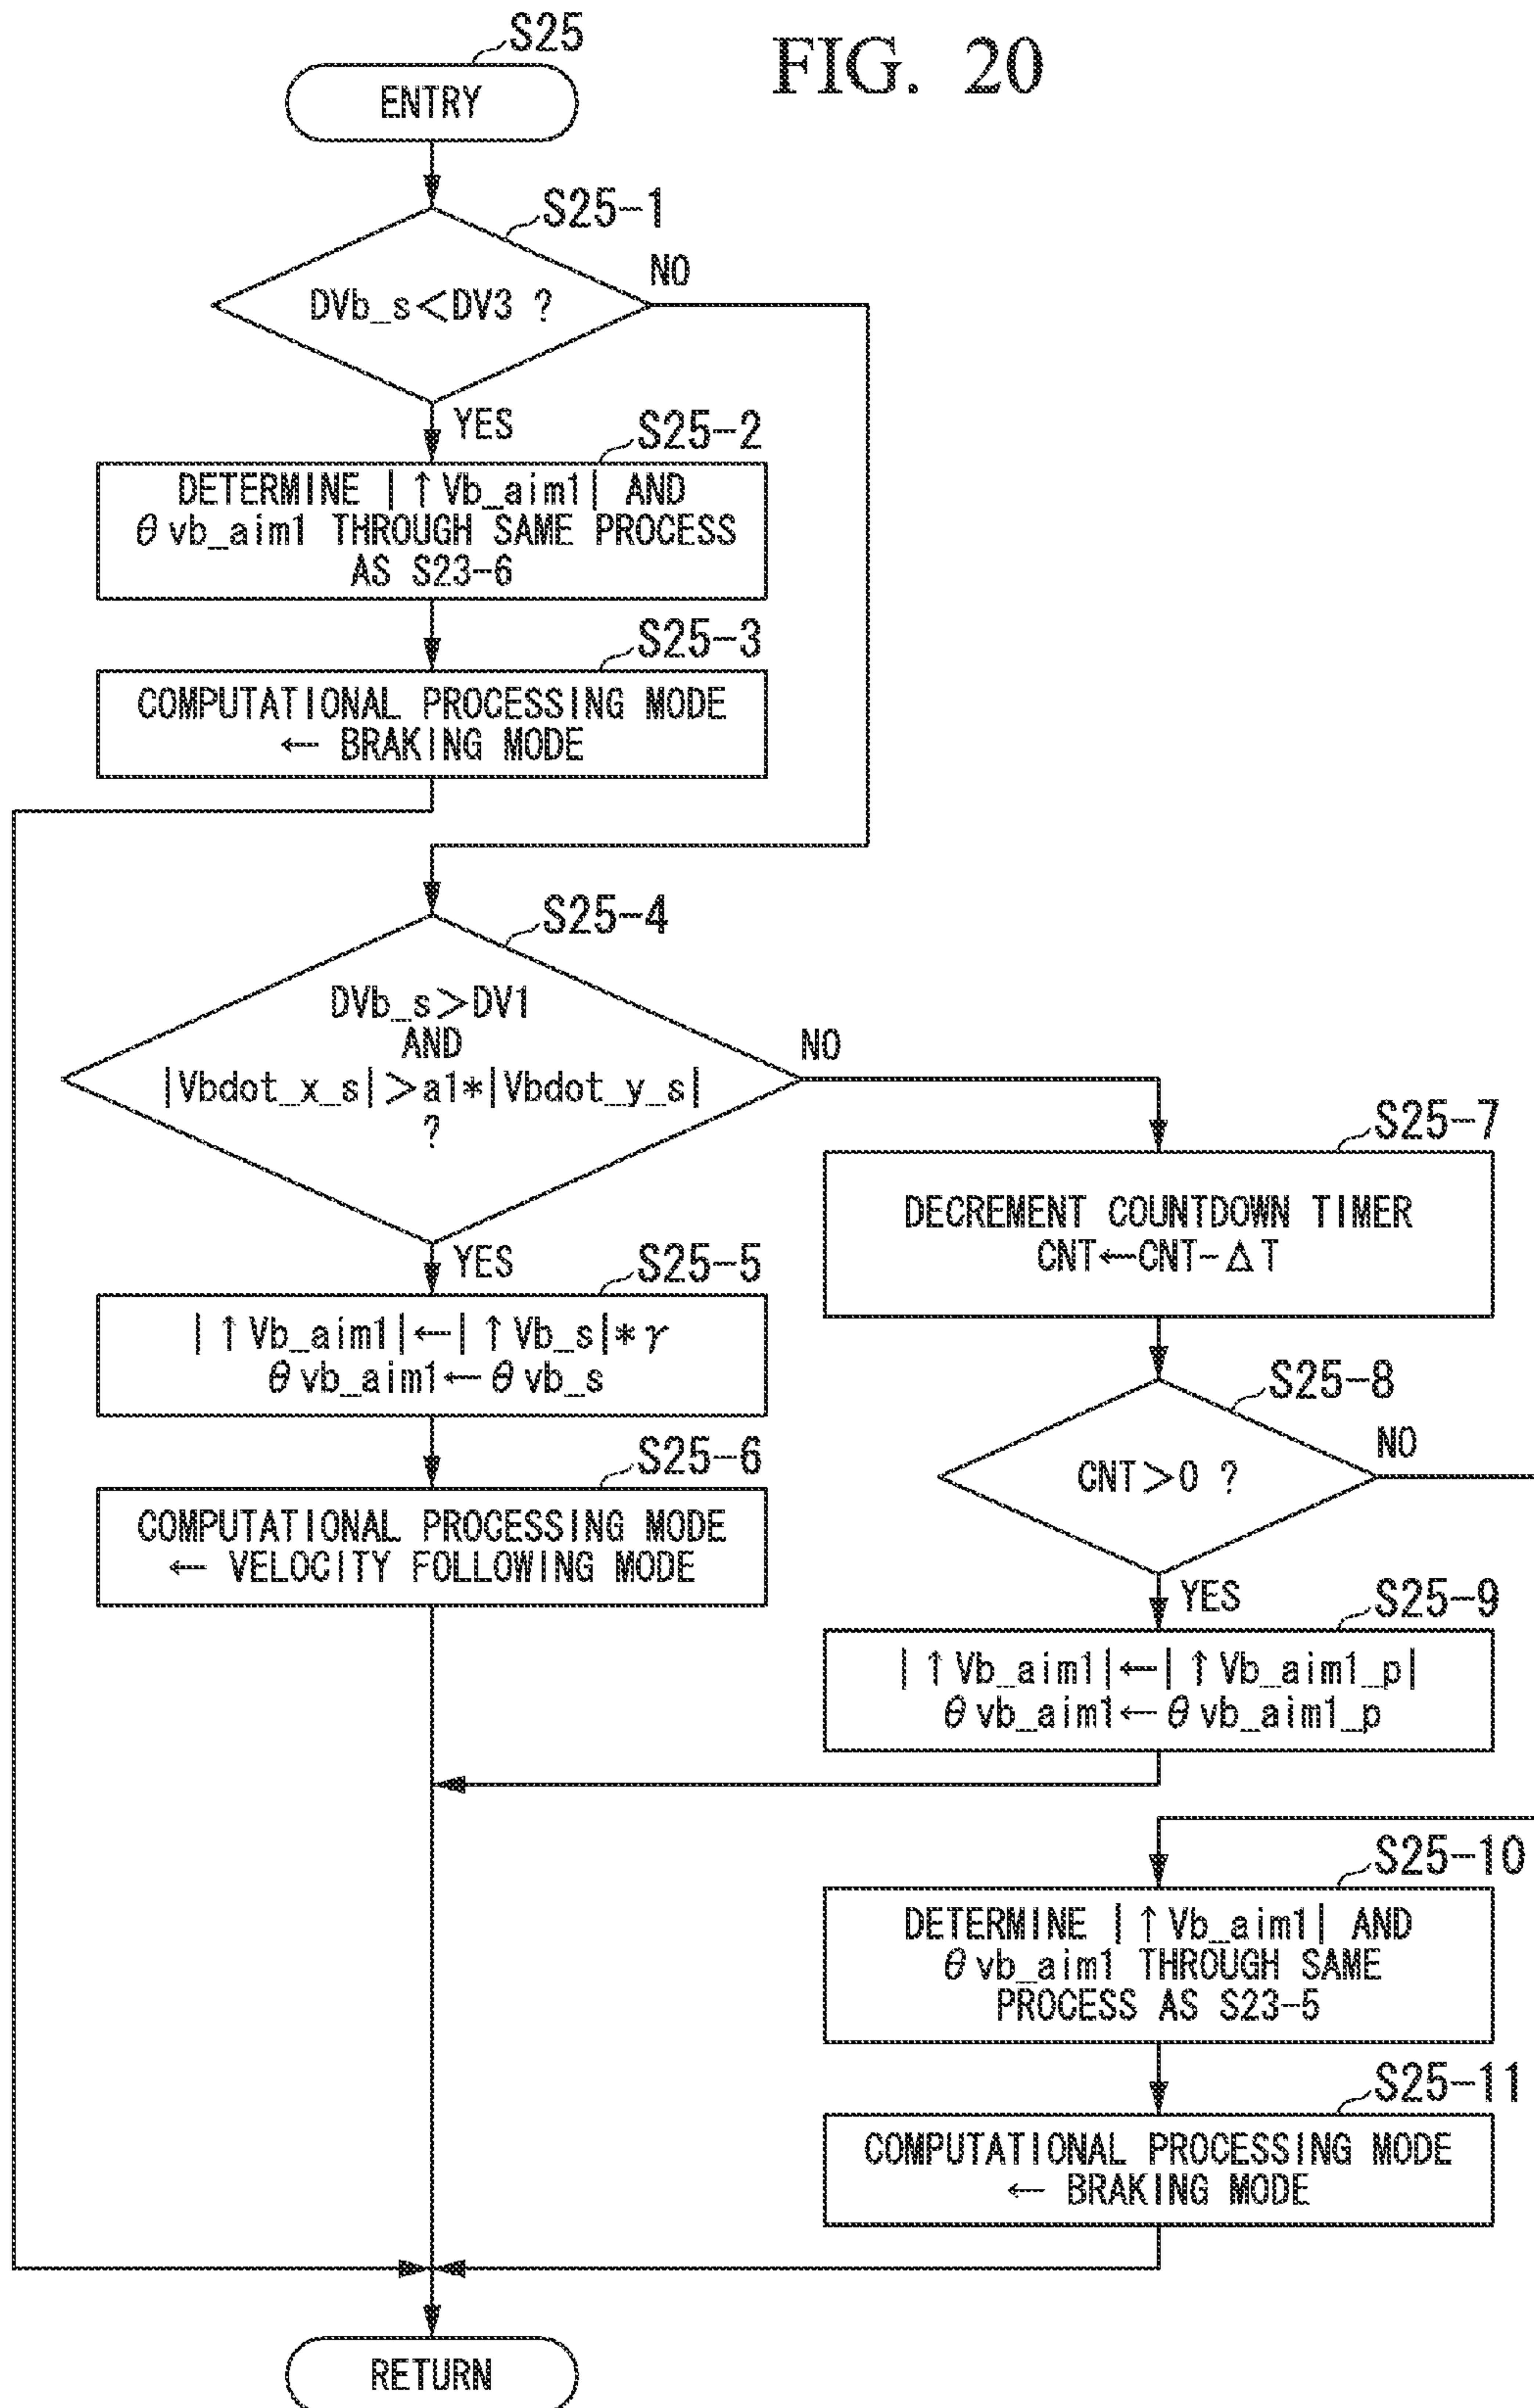 FIG. 20
S25
ENTRY
S25-1
DVb_s<DV3 ?
NO
YES
S25-2
DETERMINE |↑Vb_aim1| AND
θvb_aim1 THROUGH SAME PROCESS
AS S23-6
S25-3
COMPUTATIONAL PROCESSING MODE
← BRAKING MODE
S25-4
DVb_s>DV1
AND
|Vbdot_x_s|>a1*|Vbdot_y_s|
?
NO
YES
S25-5
|↑Vb_aim1|←|↑Vb_s|*γ
θvb_aim1←θvb_s
S25-6
COMPUTATIONAL PROCESSING MODE
← VELOCITY FOLLOWING MODE
S25-7
DECREMENT COUNTDOWN TIMER
CNT←CNT-ΔT
S25-8
CNT>0 ?
NO
YES
S25-9
|↑Vb_aim1|←|↑Vb_aim1_p|
θvb_aim1←θvb_aim1_p
S25-10
DETERMINE |↑Vb_aim1| AND
θvb_aim1 THROUGH SAME
PROCESS AS S23-5
S25-11
COMPUTATIONAL PROCESSING MODE
← BRAKING MODE
RETURN